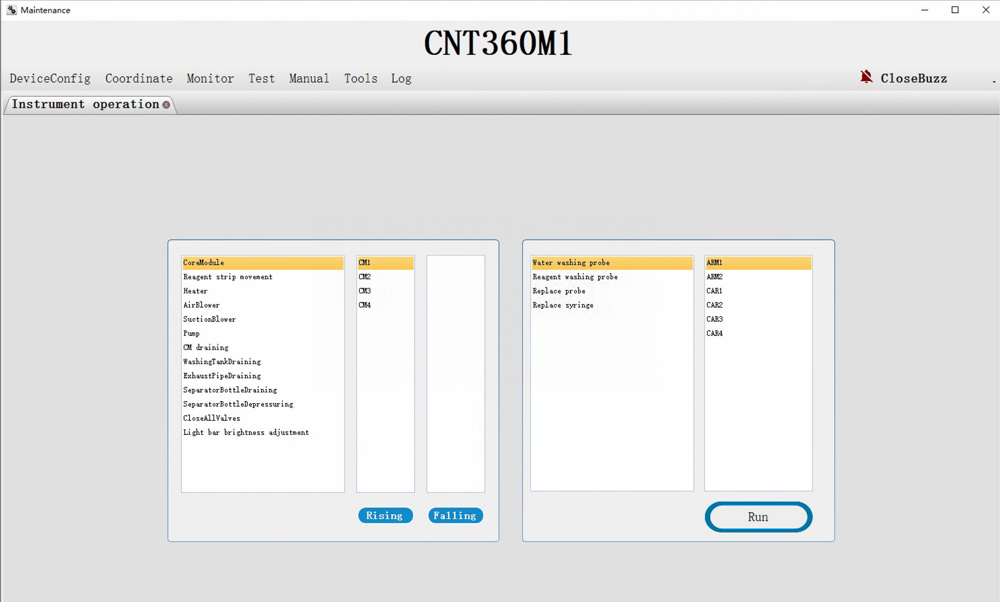 Maintenance
CNT360M1
DeviceConfig Coordinate Monitor Test Manual Tools Log CloseBuzz .
Instrument operation
CoreModule
Reagent strip movement
Heater
AirBlower
SuctionBlower
Pump
CM draining
WashingTankDraining
ExhaustPipeDraining
SeparatorBottleDraining
SeparatorBottleDepressuring
CloseAllValves
Light bar brightness adjustment
CM1
CM2
CM3
CM4
Rising Falling
Water washing probe
Reagent washing probe
Replace probe
Replace syringe
ARM1
ARM2
CAR1
CAR2
CAR3
CAR4
Run